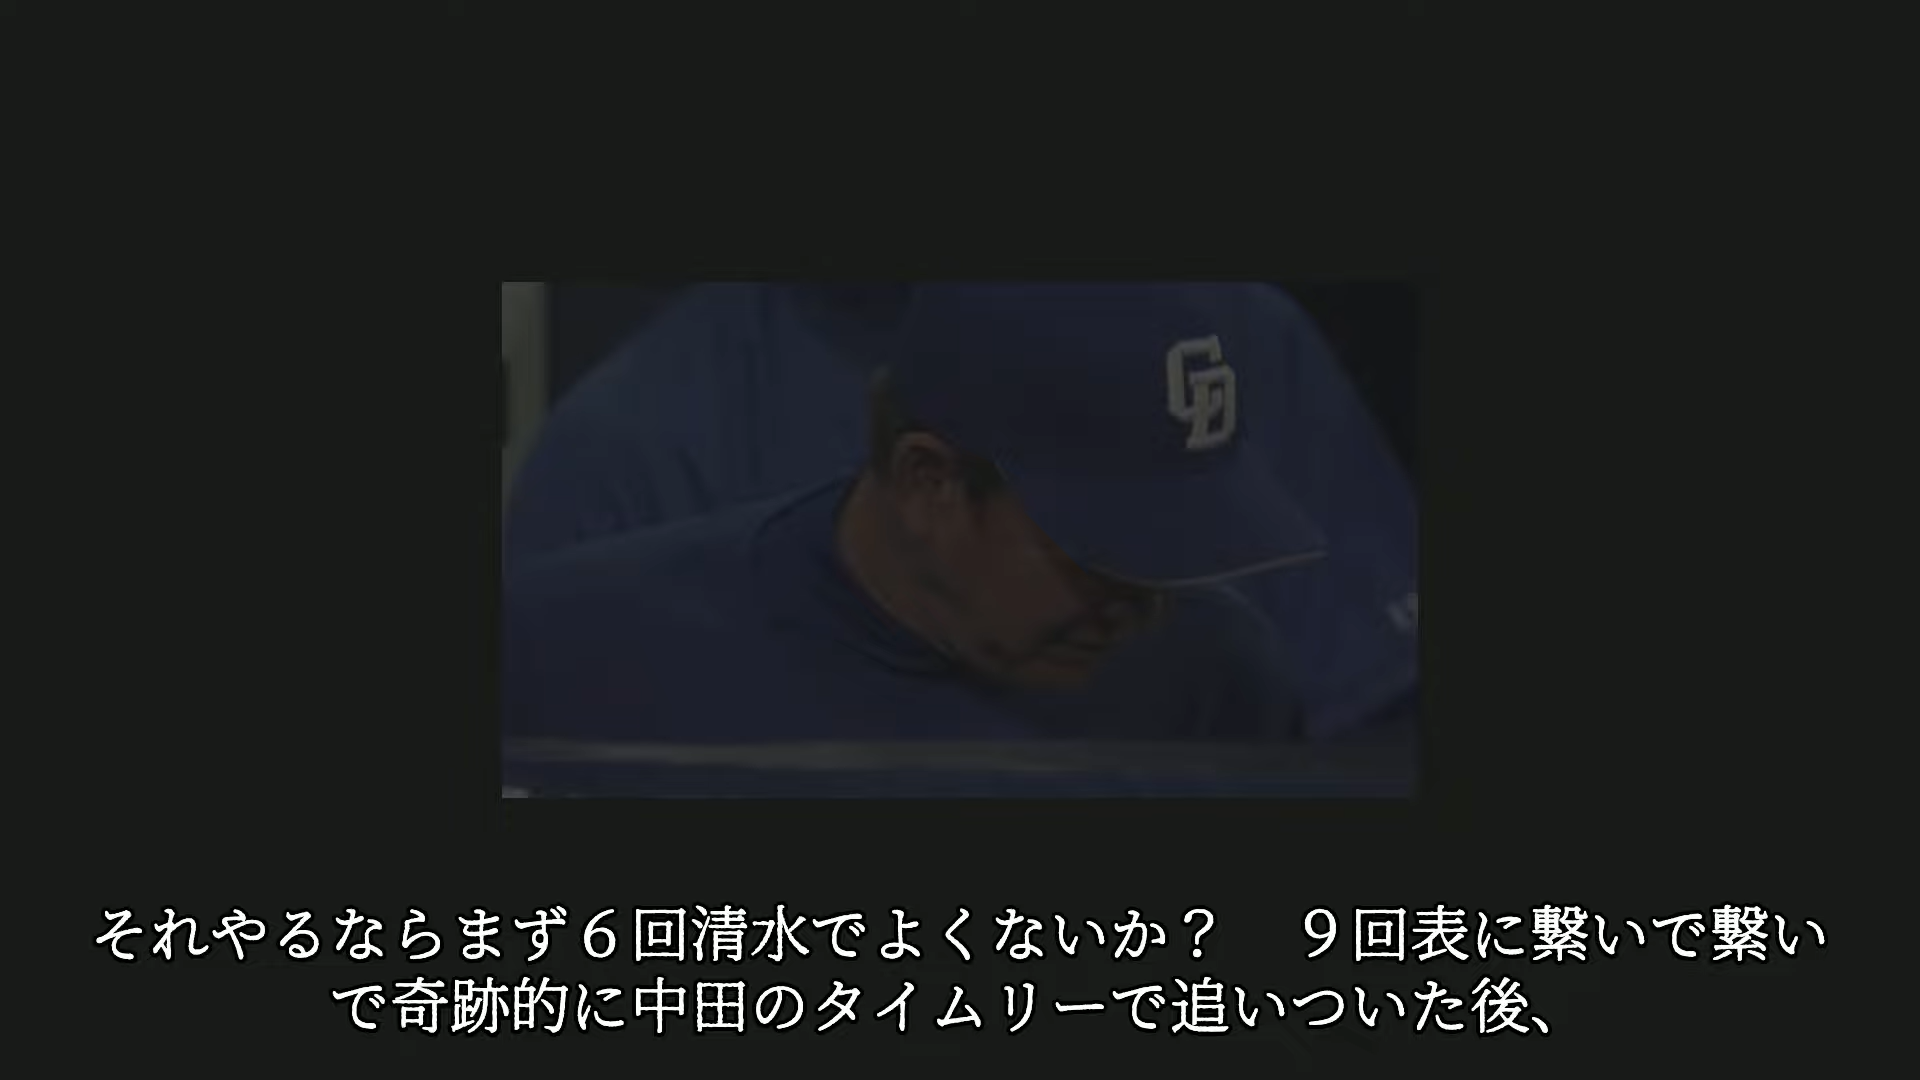 CD
それやるならまず６回清水でよくないか？　９回表に繋いで繋い
で奇跡的に中田のタイムリーで追いついた後、